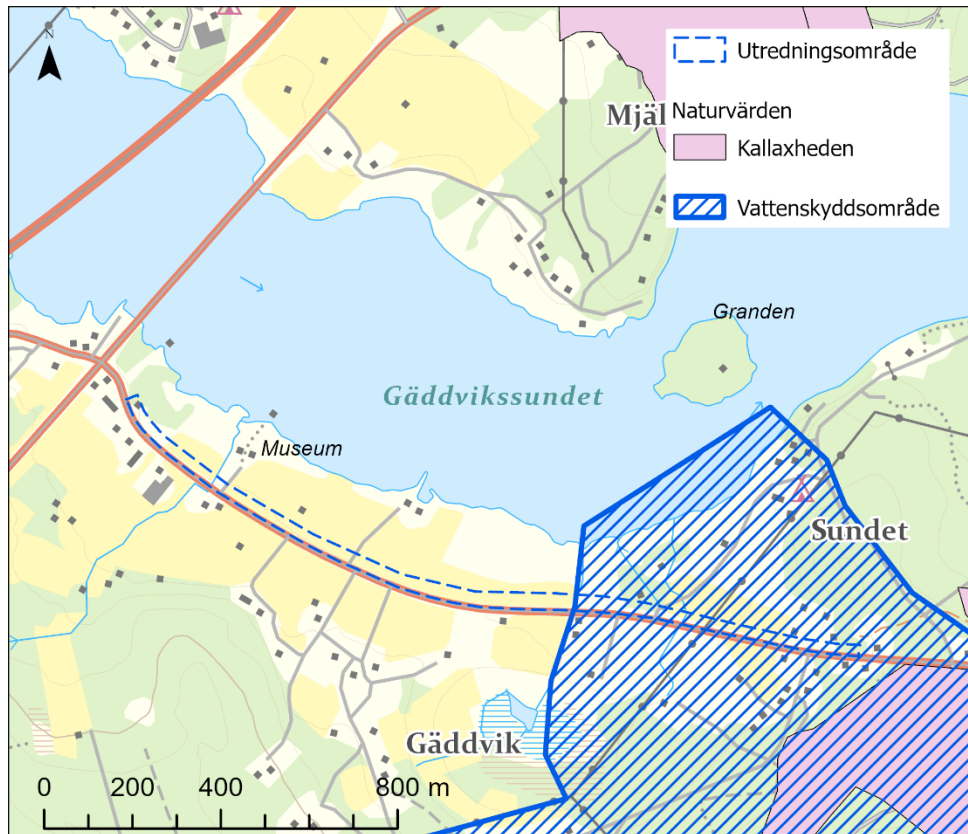 N
Utredningsområde
Naturvärden
Kallaxheden
Vattenskyddsområde
Mjäl
Granden
Gäddvikssundet
Museum
Sundet
Gäddvik
0 200 400 800 m